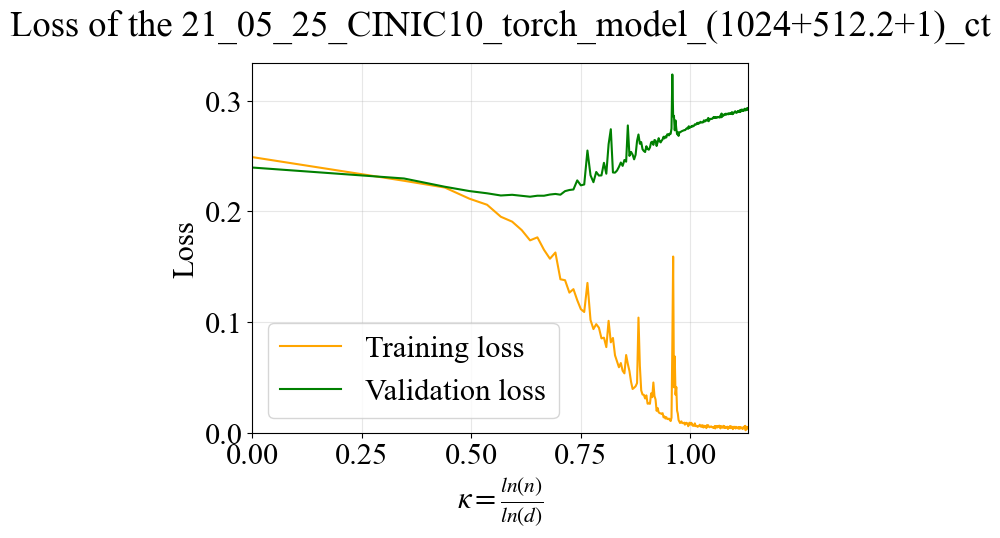 Loss of the 21_05_25_CINIC10_torch_model_(1024+512.2+1)_ct
0.3
0.2
0.1
0.0
Loss
Training loss
Validation loss
0.00 0.25 0.50 0.75 1.00
κ = ln(n)/ln(d)